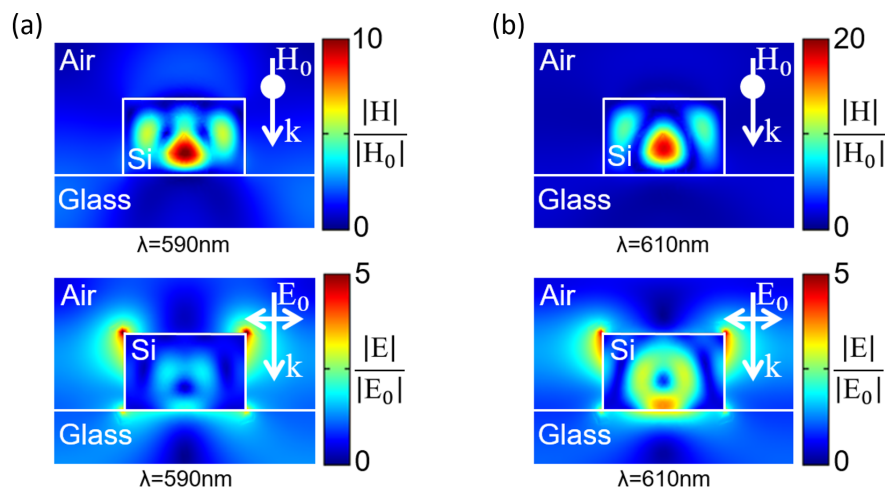 (a)
Air
H₀
k
Si
Glass
10
|H|
|H₀|
0
λ=590nm
Air
E₀
Si
k
Glass
5
|E|
|E₀|
0
λ=590nm
(b)
Air
H₀
k
Si
Glass
20
|H|
|H₀|
0
λ=610nm
Air
E₀
Si
k
Glass
5
|E|
|E₀|
0
λ=610nm